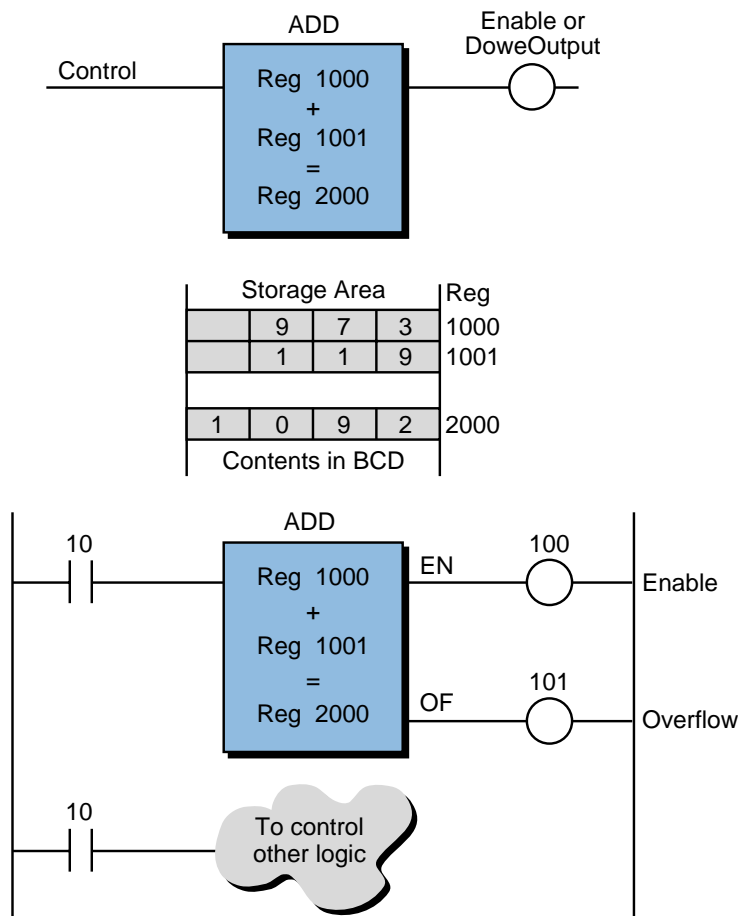 ADD
Enable or
DoweOutput
Control
Reg 1000
+
Reg 1001
=
Reg 2000
Storage Area Reg
9 7 3 1000
1 1 9 1001
1 0 9 2 2000
Contents in BCD
ADD
10
Reg 1000
+
Reg 1001
=
Reg 2000
EN
100
Enable
OF
101
Overflow
10
To control
other logic